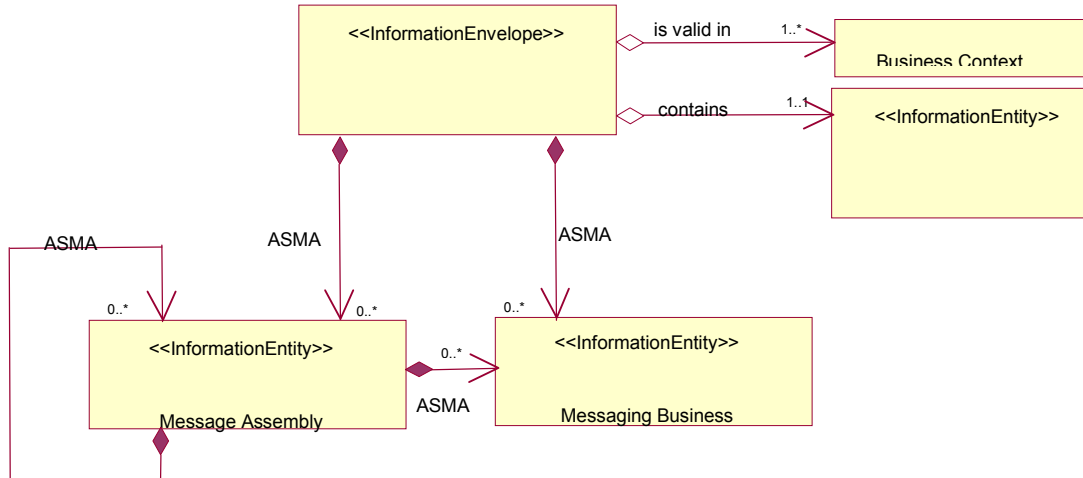 <<InformationEnvelope>>
is valid in
1..*
Business Context
contains
1..1
<<InformationEntity>>
ASMA
ASMA
ASMA
0..*
0..*
0..*
<<InformationEntity>>
Message Assembly
0..*
ASMA
<<InformationEntity>>
Messaging Business